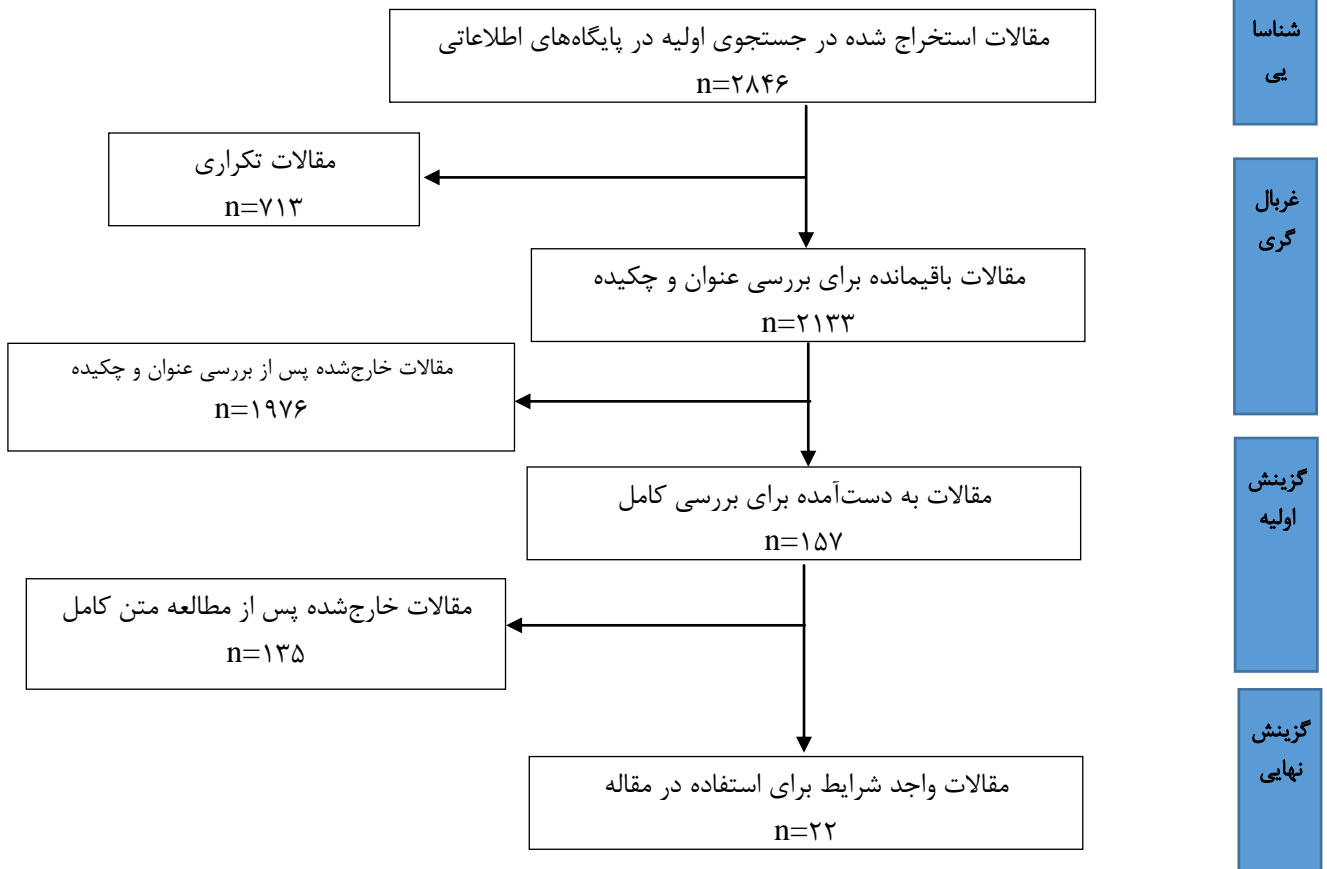 مقالات استخراج شده در جستجوی اولیه در پایگاه‌های اطلاعاتی
n=۲۸۴۶
شناسا
یی
مقالات تکراری
n=۷۱۳
غربال
گری
مقالات باقیمانده برای بررسی عنوان و چکیده
n=۲۱۳۳
مقالات خارج‌شده پس از بررسی عنوان و چکیده
n=۱۹۷۶
مقالات به دست‌آمده برای بررسی کامل
n=۱۵۷
گزینش
اولیه
مقالات خارج‌شده پس از مطالعه متن کامل
n=۱۳۵
مقالات واجد شرایط برای استفاده در مقاله
n=۲۲
گزینش
نهایی